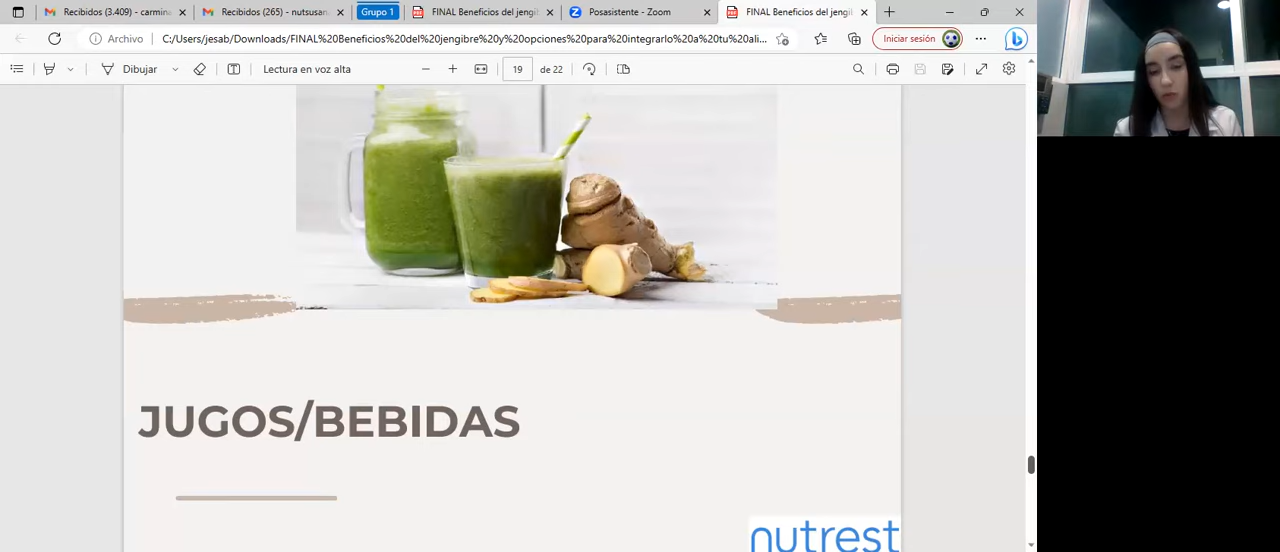 Recibidos (3.409) - carmina
Recibidos (265) - nutsusan
Grupo 1
FINAL Beneficios del jengi
Posasistente - Zoom
FINAL Beneficios del jengi
Archivo
C:/Users/jesab/Downloads/FINAL%20Beneficios%20del%20jengibre%20y%20opciones%20para%20integrarlo%20a%20tu%20ali...
Iniciar sesión
Dibujar
Lectura en voz alta
19
de 22
JUGOS/BEBIDAS
nutrest